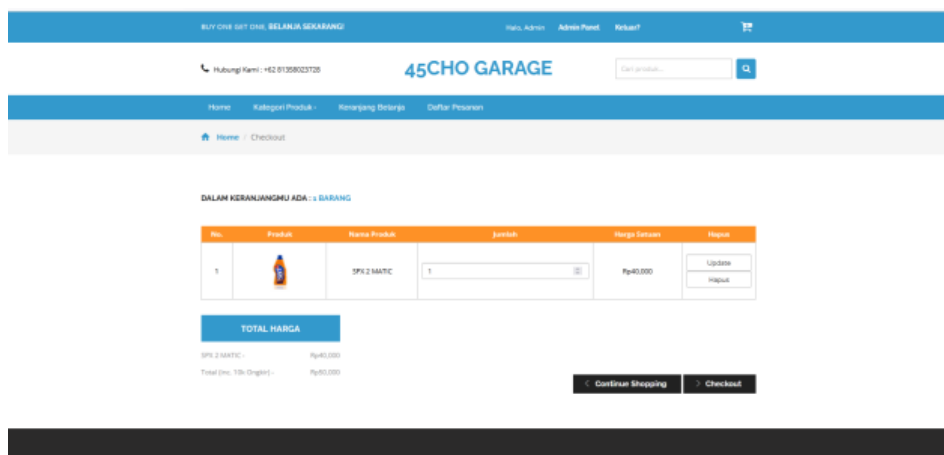 BUY ONE GET ONE, BELANJA SEKARANG!
Halo, Admin Admin Panel Keluar?
Hubungi Kami : +62 81358023728
45CHO GARAGE
Cari produk...
Home Kategori Produk Keranjang Belanja Daftar Pesanan
Home / Checkout
DALAM KERANJANGMU ADA : 1 BARANG
No. Produk Nama Produk Jumlah Harga Satuan Hapus
1 SPX 2 MATIC 1 Rp40,000 Update
Hapus
TOTAL HARGA
SPX 2 MATIC - Rp40,000
Total (inc. 10k Ongkir) - Rp50,000
Continue Shopping Checkout